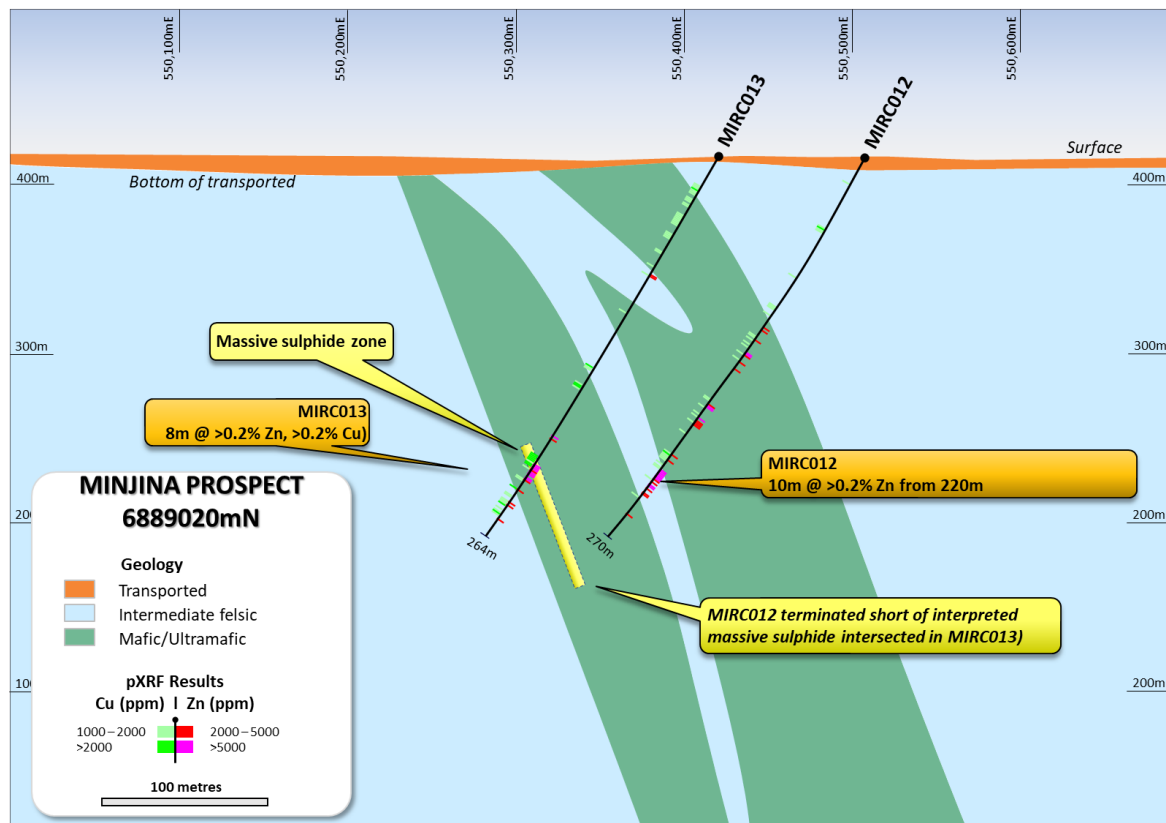 550,100mE
550,200mE
550,300mE
550,400mE
550,500mE
550,600mE
MIRC013
MIRC012
Surface
Bottom of transported
400m
400m
300m
300m
Massive sulphide zone
MIRC013
8m @ >0.2% Zn, >0.2% Cu)
MIRC012
10m @ >0.2% Zn from 220m
200m
264m
270m
MIRC012 terminated short of interpreted
massive sulphide intersected in MIRC013)
200m
MINJINA PROSPECT
6889020mN
Geology
Transported
Intermediate felsic
Mafic/Ultramafic
pXRF Results
Cu (ppm) I Zn (ppm)
1000–2000 2000–5000
>2000 >5000
100 metres